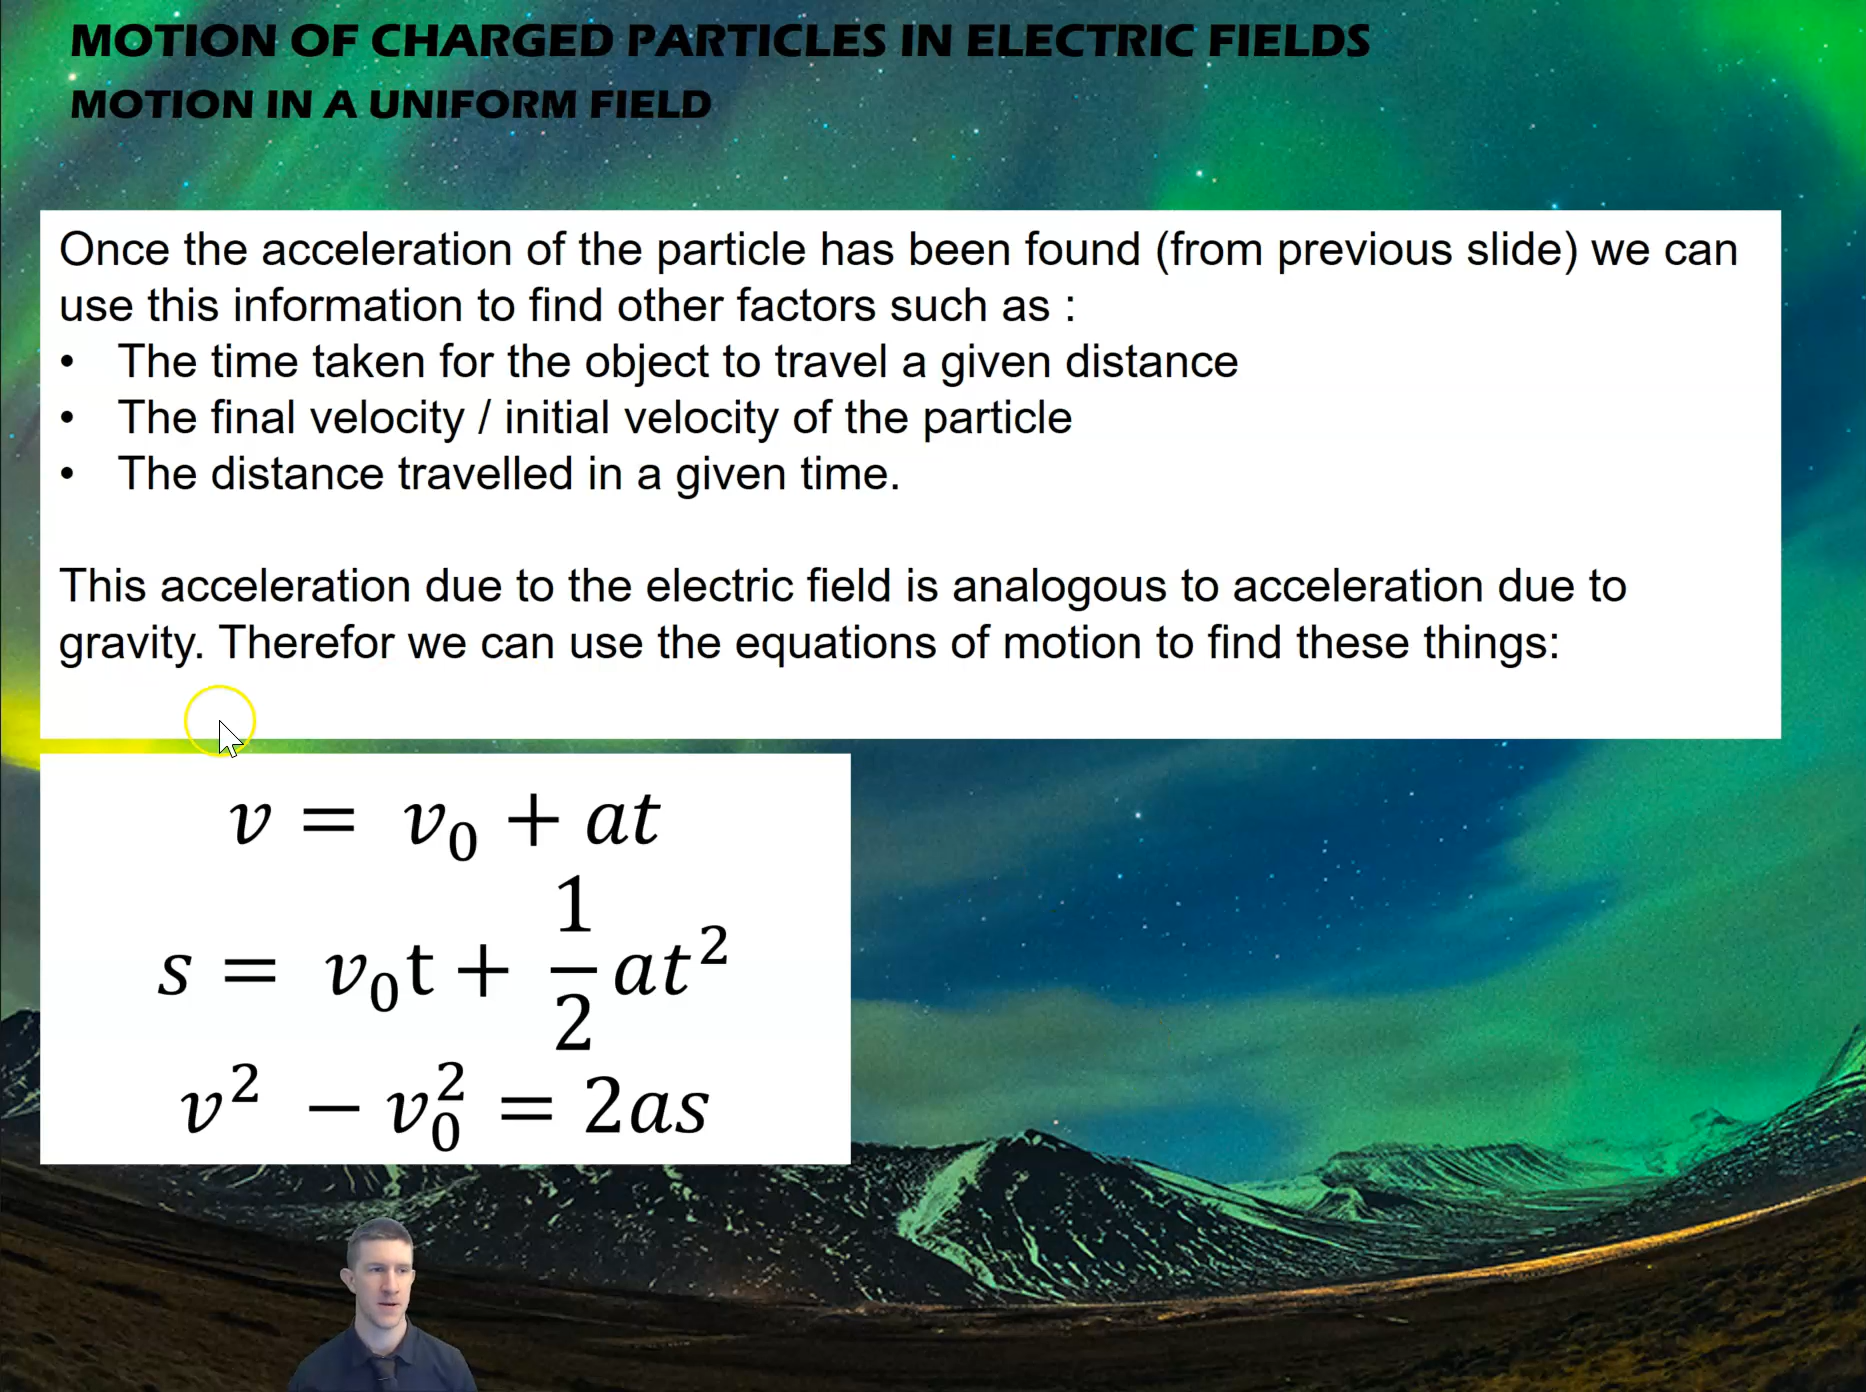 MOTION OF CHARGED PARTICLES IN ELECTRIC FIELDS
MOTION IN A UNIFORM FIELD
Once the acceleration of the particle has been found (from previous slide) we can
use this information to find other factors such as :
• The time taken for the object to travel a given distance
• The final velocity / initial velocity of the particle
• The distance travelled in a given time.
This acceleration due to the electric field is analogous to acceleration due to
gravity. Therefor we can use the equations of motion to find these things:
v = v₀ + at
s = v₀t + 1/2 at²
v² − v₀² = 2as